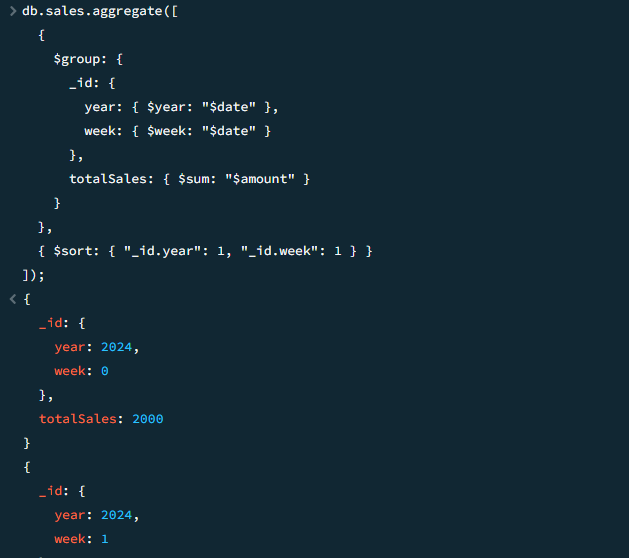 > db.sales.aggregate([
{
$group: {
_id: {
year: { $year: "$date" },
week: { $week: "$date" }
},
totalSales: { $sum: "$amount" }
}
},
{ $sort: { "_id.year": 1, "_id.week": 1 } }
]);
< {
_id: {
year: 2024,
week: 0
},
totalSales: 2000
}
{
_id: {
year: 2024,
week: 1